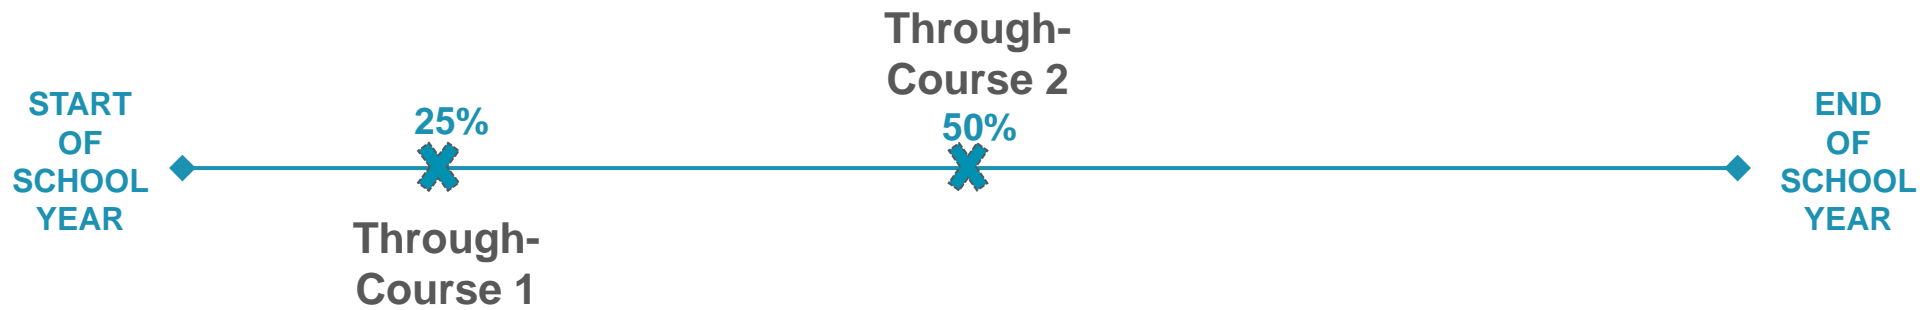 START
OF
SCHOOL
YEAR
25%
Through-
Course 1
Through-
Course 2
50%
END
OF
SCHOOL
YEAR